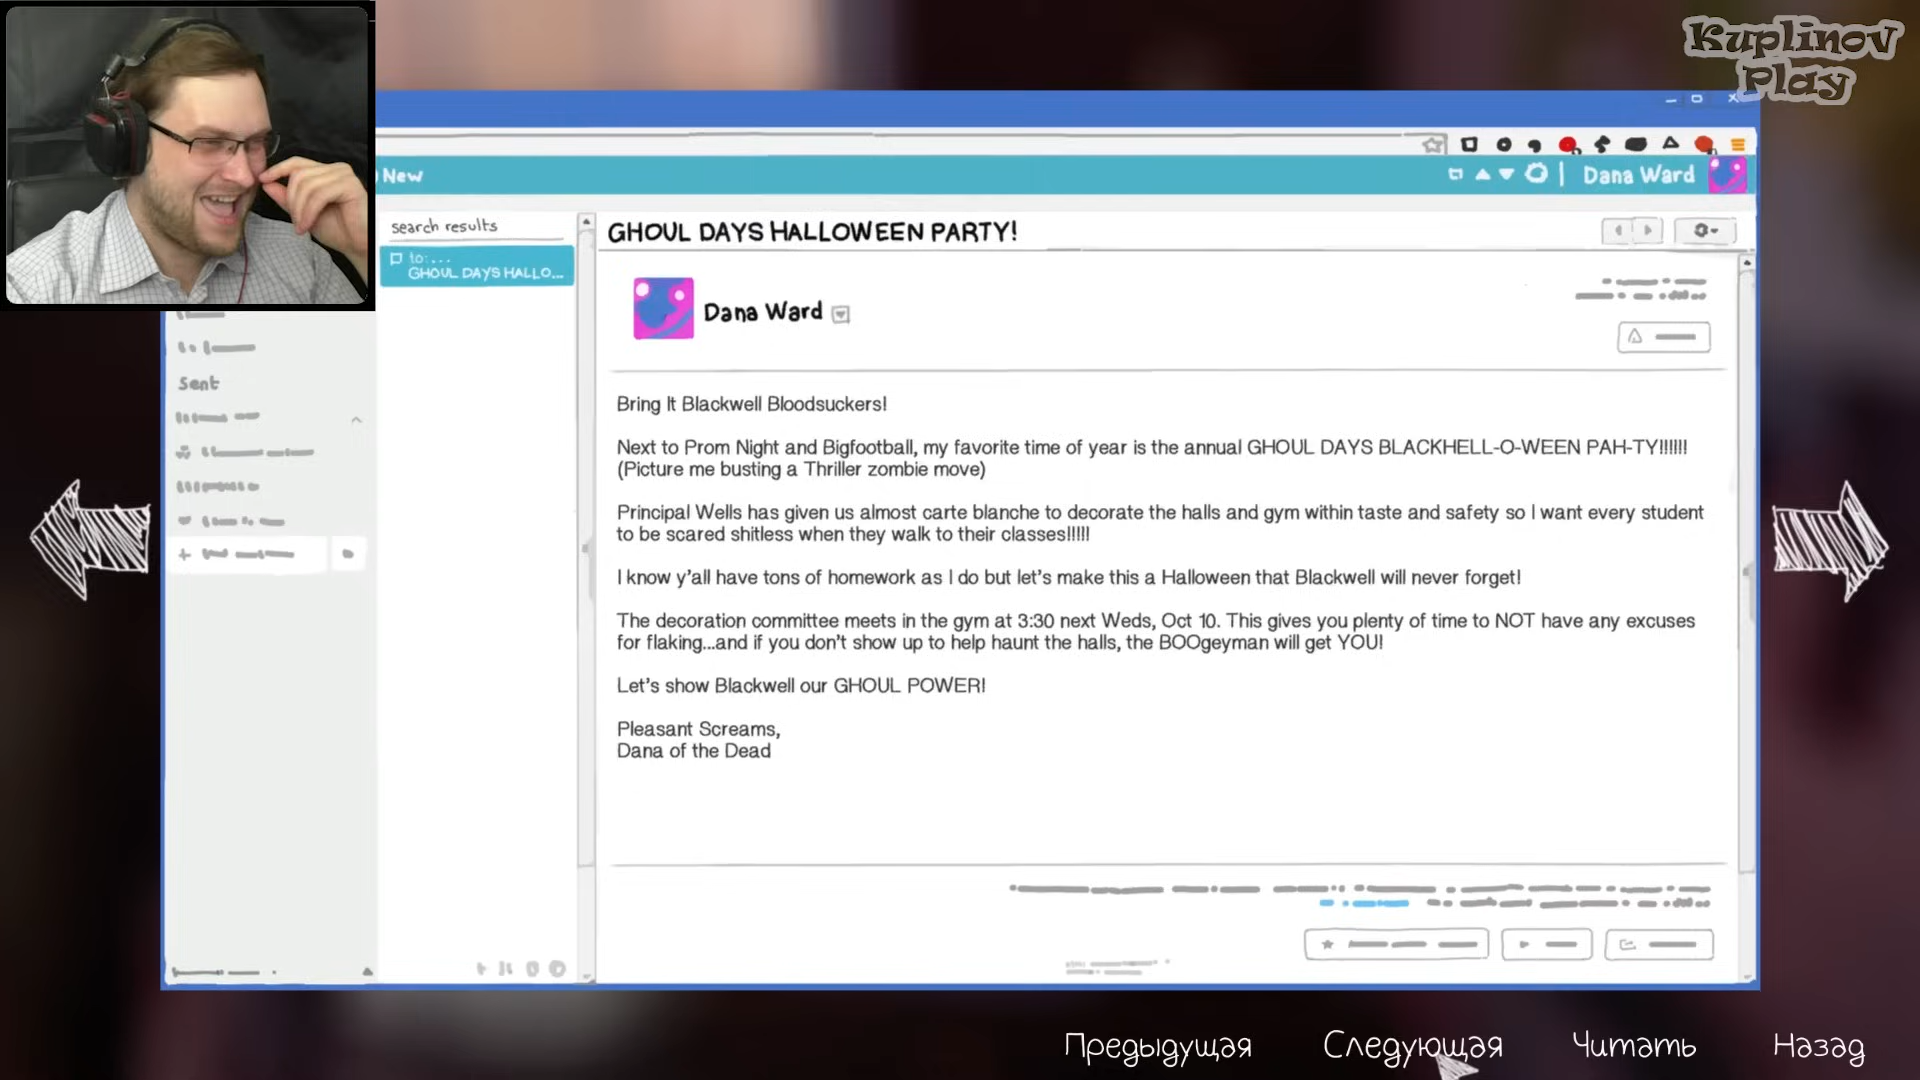 Kuplinov
Play
New
Dana Ward
search results
to:...
GHOUL DAYS HALLO...
GHOUL DAYS HALLOWEEN PARTY!
Dana Ward
Sent
Bring It Blackwell Bloodsuckers!
Next to Prom Night and Bigfootball, my favorite time of year is the annual GHOUL DAYS BLACKHELL-O-WEEN PAH-TY!!!!!!
(Picture me busting a Thriller zombie move)
Principal Wells has given us almost carte blanche to decorate the halls and gym within taste and safety so I want every student
to be scared shitless when they walk to their classes!!!!!
I know y'all have tons of homework as I do but let's make this a Halloween that Blackwell will never forget!
The decoration committee meets in the gym at 3:30 next Weds, Oct 10. This gives you plenty of time to NOT have any excuses
for flaking...and if you don't show up to help haunt the halls, the BOOgeyman will get YOU!
Let's show Blackwell our GHOUL POWER!
Pleasant Screams,
Dana of the Dead
Предыдущая
Следующая
Читать
Назад